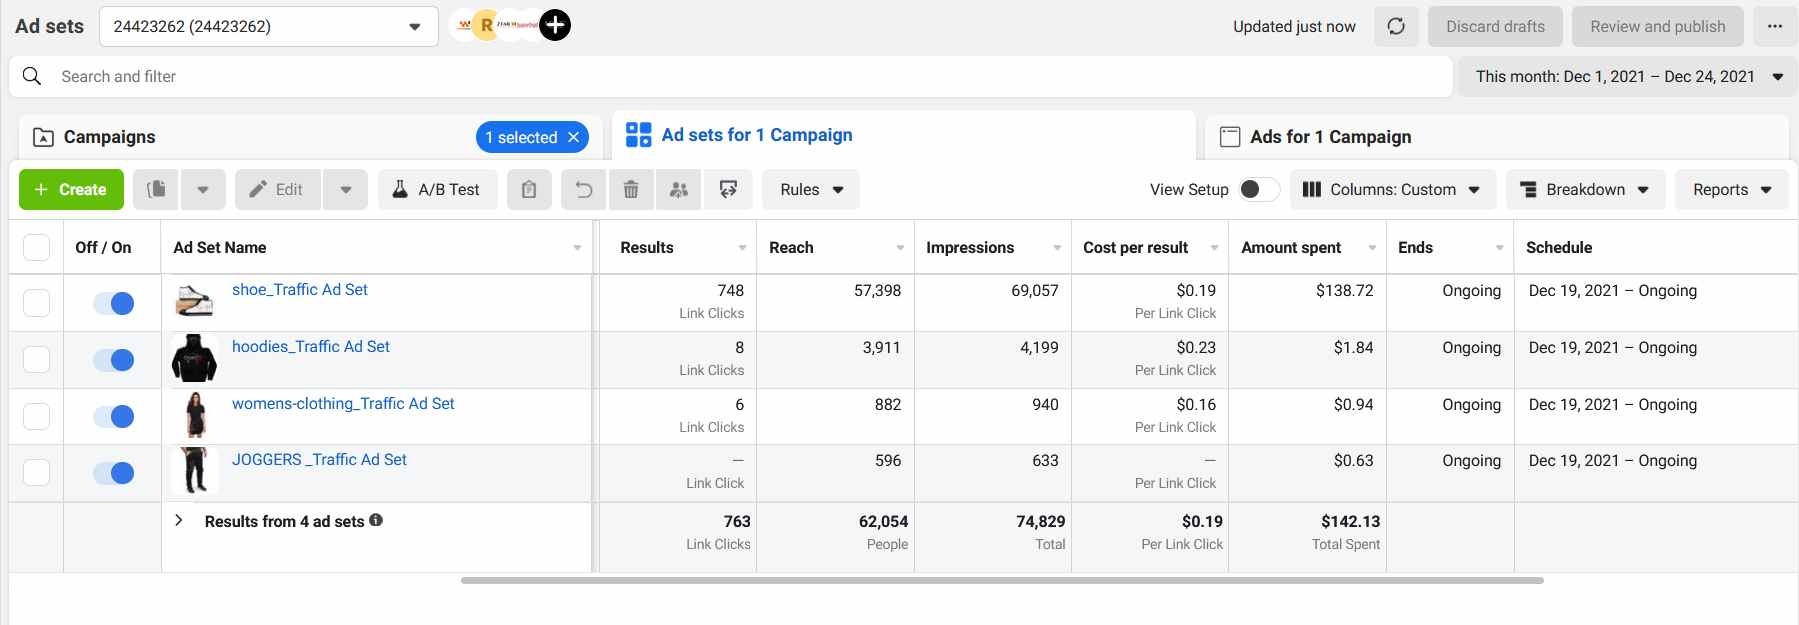 Ad sets
24423262 (24423262)
R
Updated just now
Discard drafts
Review and publish
Search and filter
This month: Dec 1, 2021 – Dec 24, 2021
Campaigns
1 selected
Ad sets for 1 Campaign
Ads for 1 Campaign
+ Create
Edit
A/B Test
Rules
View Setup
Columns: Custom
Breakdown
Reports
Off / On Ad Set Name Results Reach Impressions Cost per result Amount spent Ends Schedule
shoe_Traffic Ad Set 748 57,398 69,057 $0.19 $138.72 Ongoing Dec 19, 2021 – Ongoing
Link Clicks Per Link Click
hoodies_Traffic Ad Set 8 3,911 4,199 $0.23 $1.84 Ongoing Dec 19, 2021 – Ongoing
Link Clicks Per Link Click
womens-clothing_Traffic Ad Set 6 882 940 $0.16 $0.94 Ongoing Dec 19, 2021 – Ongoing
Link Clicks Per Link Click
JOGGERS _Traffic Ad Set — 596 633 — $0.63 Ongoing Dec 19, 2021 – Ongoing
Link Click Per Link Click
Results from 4 ad sets 763 62,054 74,829 $0.19 $142.13
Link Clicks People Total Per Link Click Total Spent